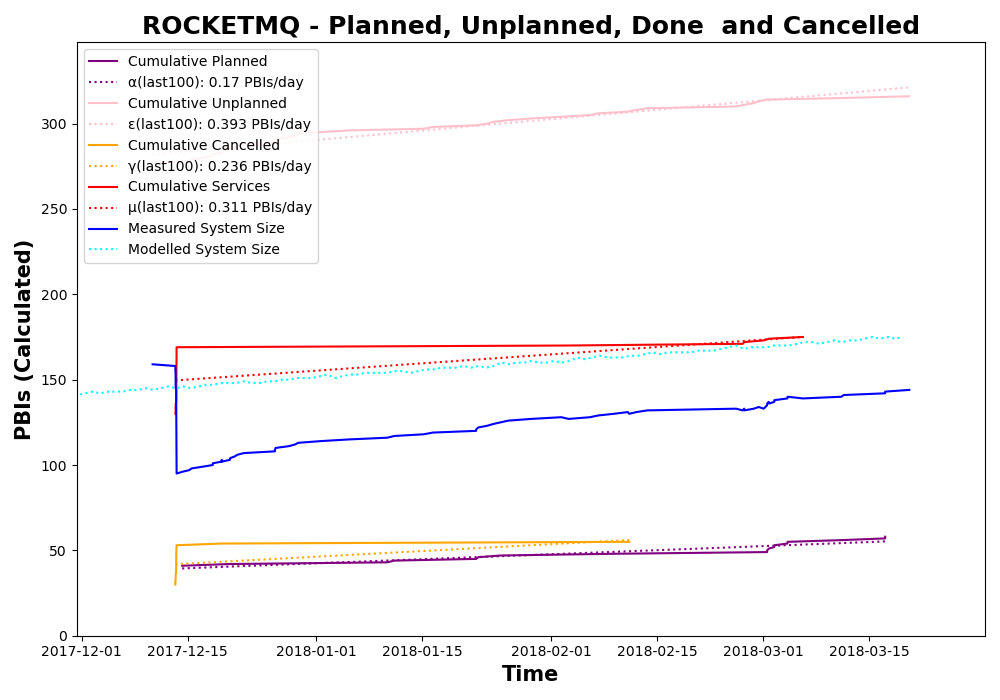 ROCKETMQ - Planned, Unplanned, Done  and Cancelled
Cumulative Planned
α(last100): 0.17 PBIs/day
Cumulative Unplanned
ε(last100): 0.393 PBIs/day
Cumulative Cancelled
γ(last100): 0.236 PBIs/day
Cumulative Services
μ(last100): 0.311 PBIs/day
Measured System Size
Modelled System Size
PBIs (Calculated)
300
250
200
150
100
50
0
2017-12-01
2017-12-15
2018-01-01
2018-01-15
2018-02-01
2018-02-15
2018-03-01
2018-03-15
Time